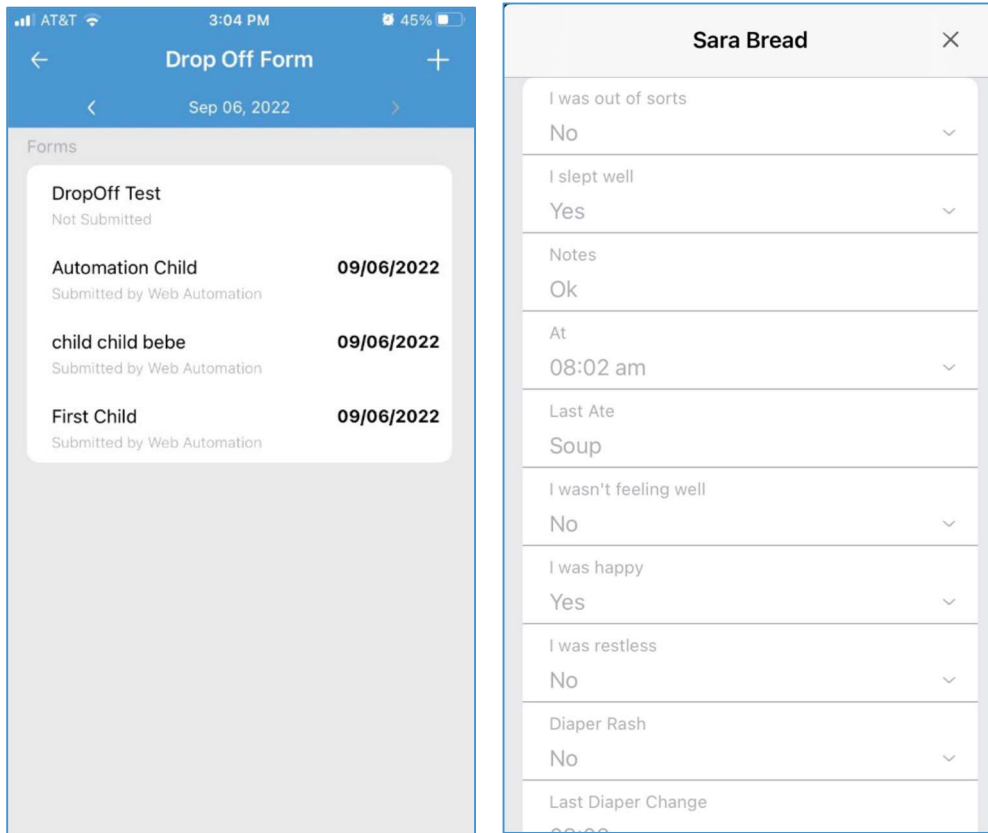 AT&T 3:04 PM 45%
Drop Off Form
Sep 06, 2022
Forms
DropOff Test
Not Submitted
Automation Child 09/06/2022
Submitted by Web Automation
child child bebe 09/06/2022
Submitted by Web Automation
First Child 09/06/2022
Submitted by Web Automation
Sara Bread
I was out of sorts
No
I slept well
Yes
Notes
Ok
At
08:02 am
Last Ate
Soup
I wasn't feeling well
No
I was happy
Yes
I was restless
No
Diaper Rash
No
Last Diaper Change